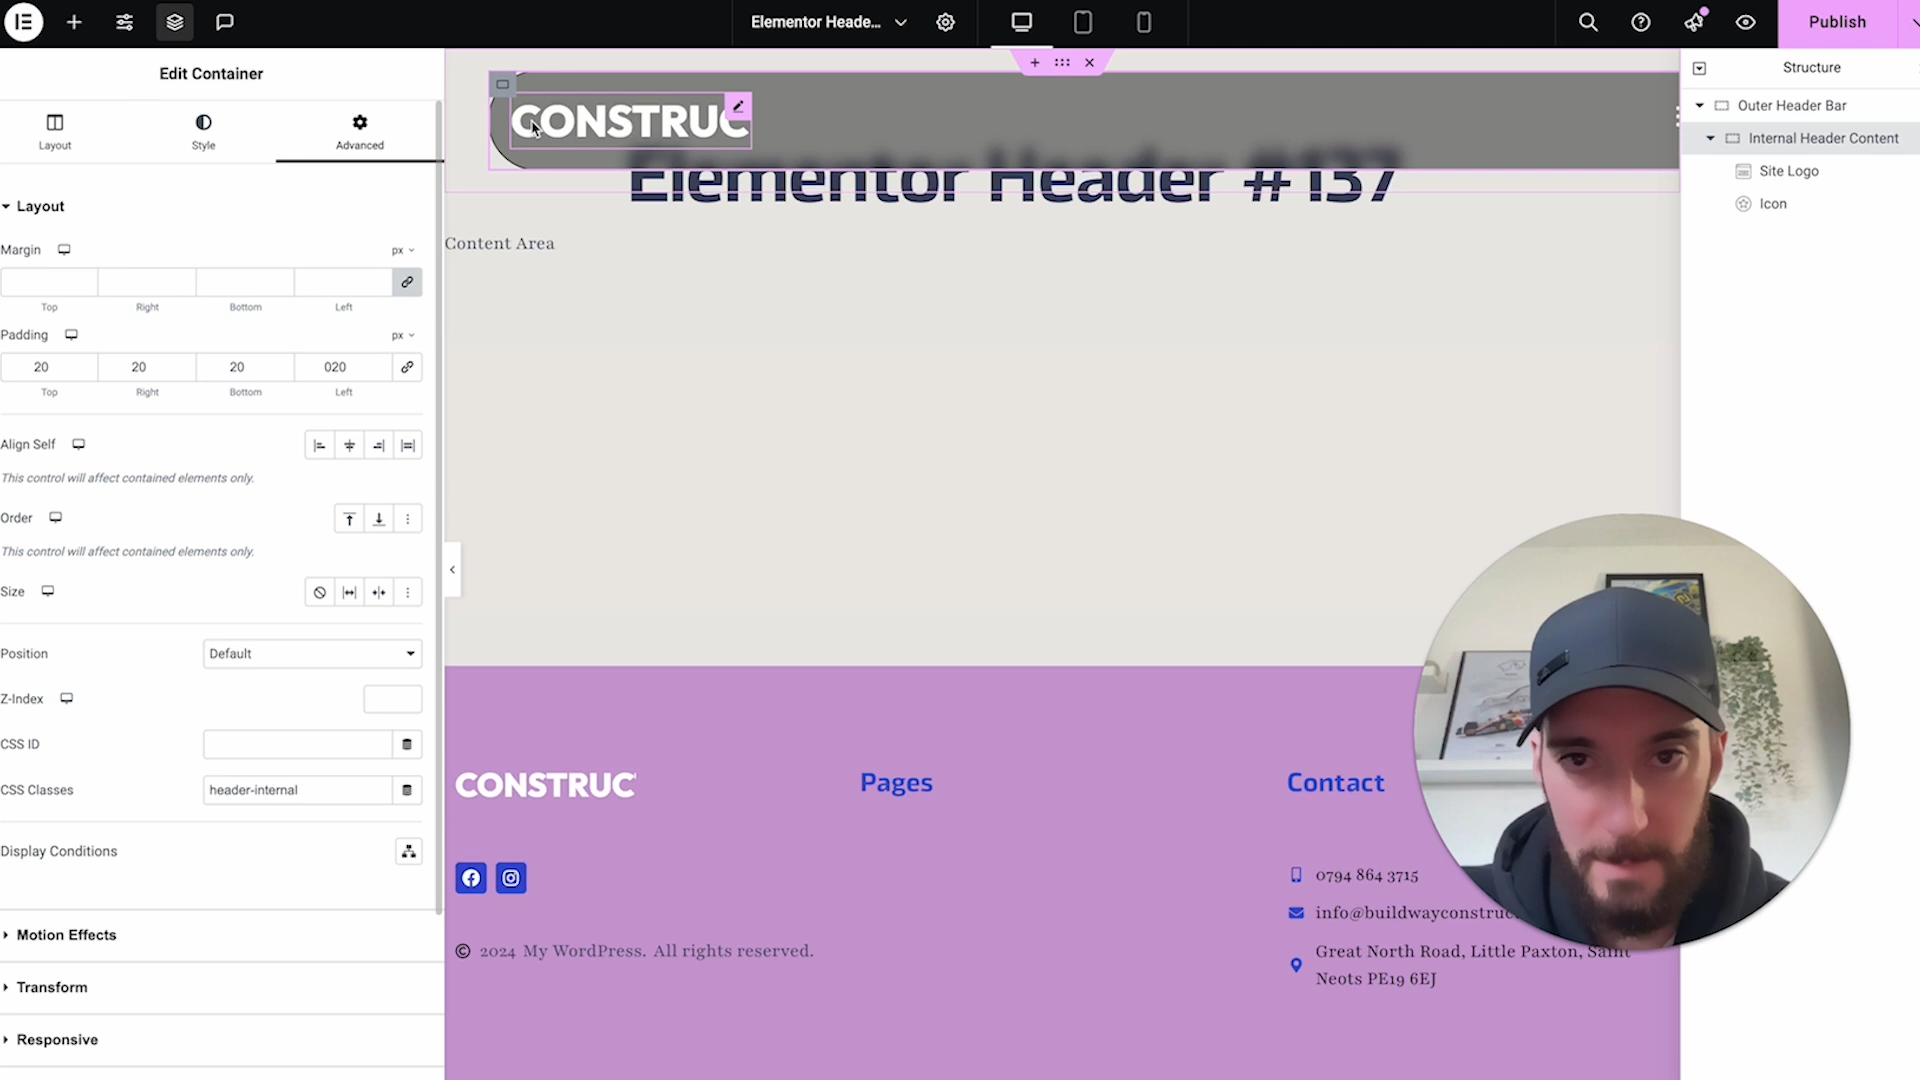 Elementor Heade...
Publish
Edit Container
Layout
Style
Advanced
Layout
Margin
px
Top
Right
Bottom
Left
Padding
px
20
20
20
020
Top
Right
Bottom
Left
Align Self
This control will affect contained elements only.
Order
This control will affect contained elements only.
Size
Position
Default
Z-Index
CSS ID
CSS Classes
header-internal
Display Conditions
Motion Effects
Transform
Responsive
CONSTRUC
Elementor Header #137
Content Area
CONSTRUC
Pages
Contact
0794 864 3715
info@buildwayconstruc
© 2024 My WordPress. All rights reserved.
Great North Road, Little Paxton, Saint
Neots PE19 6EJ
Structure
Outer Header Bar
Internal Header Content
Site Logo
Icon